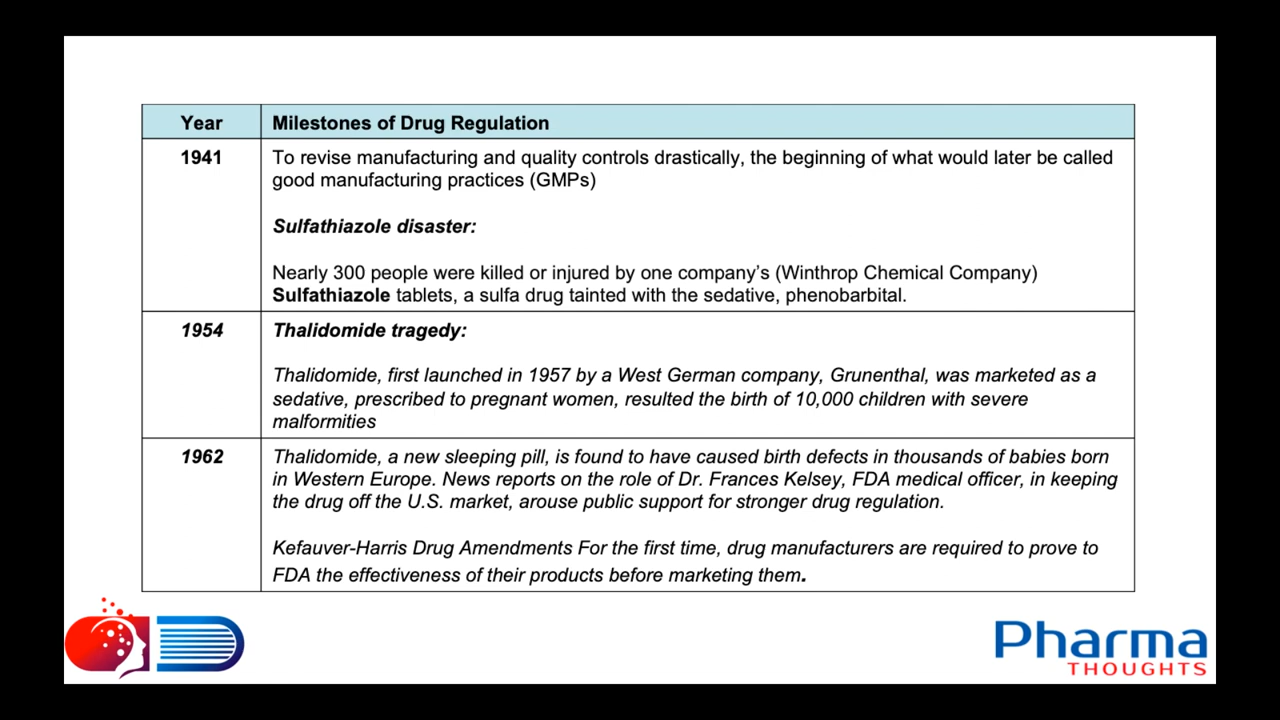 Year Milestones of Drug Regulation
1941 To revise manufacturing and quality controls drastically, the beginning of what would later be called
good manufacturing practices (GMPs)
Sulfathiazole disaster:
Nearly 300 people were killed or injured by one company’s (Winthrop Chemical Company)
Sulfathiazole tablets, a sulfa drug tainted with the sedative, phenobarbital.
1954 Thalidomide tragedy:
Thalidomide, first launched in 1957 by a West German company, Grunenthal, was marketed as a
sedative, prescribed to pregnant women, resulted the birth of 10,000 children with severe
malformities
1962 Thalidomide, a new sleeping pill, is found to have caused birth defects in thousands of babies born
in Western Europe. News reports on the role of Dr. Frances Kelsey, FDA medical officer, in keeping
the drug off the U.S. market, arouse public support for stronger drug regulation.
Kefauver-Harris Drug Amendments For the first time, drug manufacturers are required to prove to
FDA the effectiveness of their products before marketing them.
Pharma
THOUGHTS